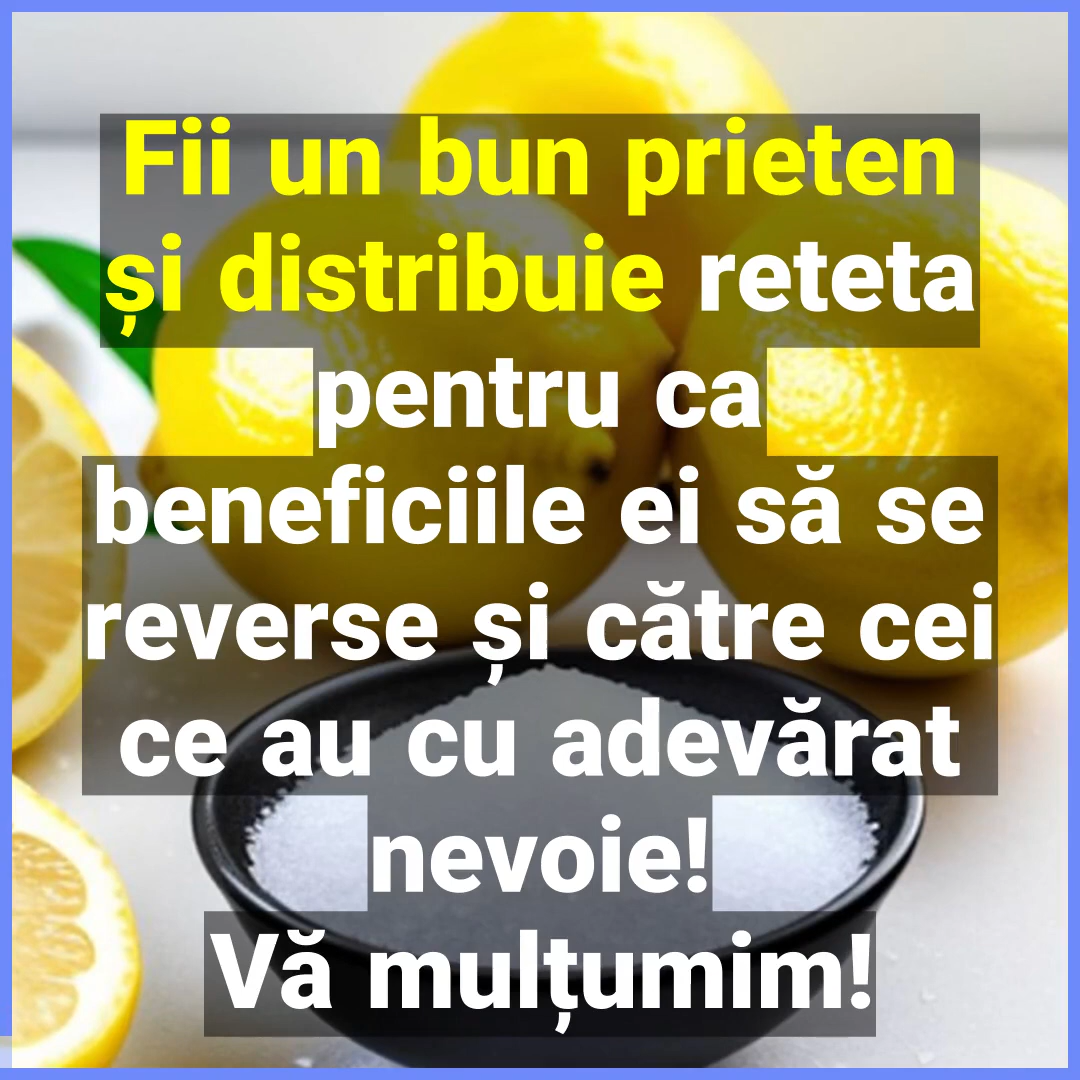 Fii un bun prieten
și distribuie reteta
pentru ca
beneficiile ei să se
reverse și către cei
ce au cu adevărat
nevoie!
Vă mulțumim!